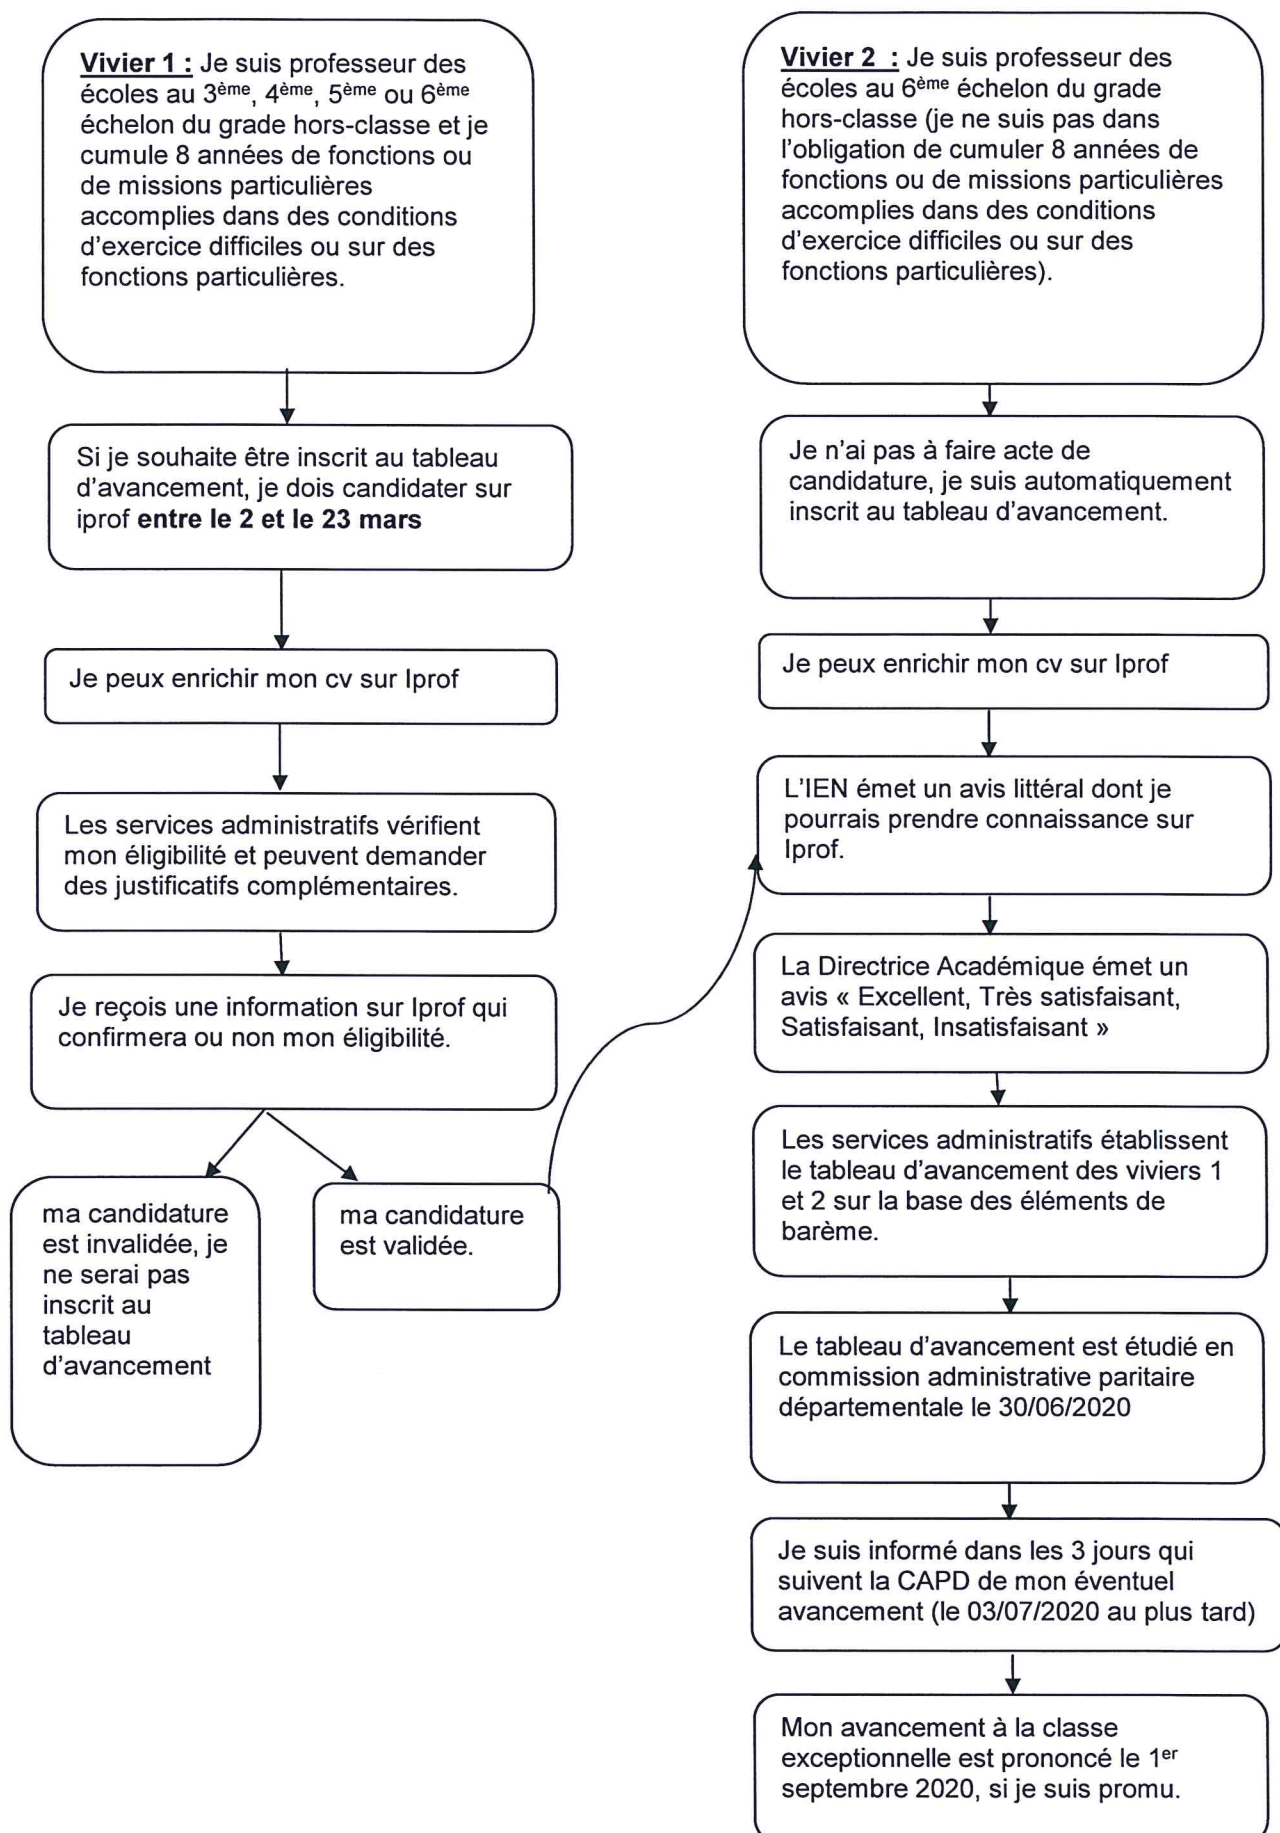 Vivier 1 : Je suis professeur des
écoles au 3ème, 4ème, 5ème ou 6ème
échelon du grade hors-classe et je
cumule 8 années de fonctions ou
de missions particulières
accomplies dans des conditions
d'exercice difficiles ou sur des
fonctions particulières.
Si je souhaite être inscrit au tableau
d'avancement, je dois candidater sur
iprof entre le 2 et le 23 mars
Je peux enrichir mon cv sur Iprof
Les services administratifs vérifient
mon éligibilité et peuvent demander
des justificatifs complémentaires.
Je reçois une information sur Iprof qui
confirmera ou non mon éligibilité.
ma candidature
est invalidée, je
ne serai pas
inscrit au
tableau
d'avancement
ma candidature
est validée.
Vivier 2 : Je suis professeur des
écoles au 6ème échelon du grade
hors-classe (je ne suis pas dans
l'obligation de cumuler 8 années de
fonctions ou de missions particulières
accomplies dans des conditions
d'exercice difficiles ou sur des
fonctions particulières).
Je n'ai pas à faire acte de
candidature, je suis automatiquement
inscrit au tableau d'avancement.
Je peux enrichir mon cv sur Iprof
L'IEN émet un avis littéral dont je
pourrais prendre connaissance sur
Iprof.
La Directrice Académique émet un
avis « Excellent, Très satisfaisant,
Satisfaisant, Insatisfaisant »
Les services administratifs établissent
le tableau d'avancement des viviers 1
et 2 sur la base des éléments de
barème.
Le tableau d'avancement est étudié en
commission administrative paritaire
départementale le 30/06/2020
Je suis informé dans les 3 jours qui
suivent la CAPD de mon éventuel
avancement (le 03/07/2020 au plus tard)
Mon avancement à la classe
exceptionnelle est prononcé le 1er
septembre 2020, si je suis promu.